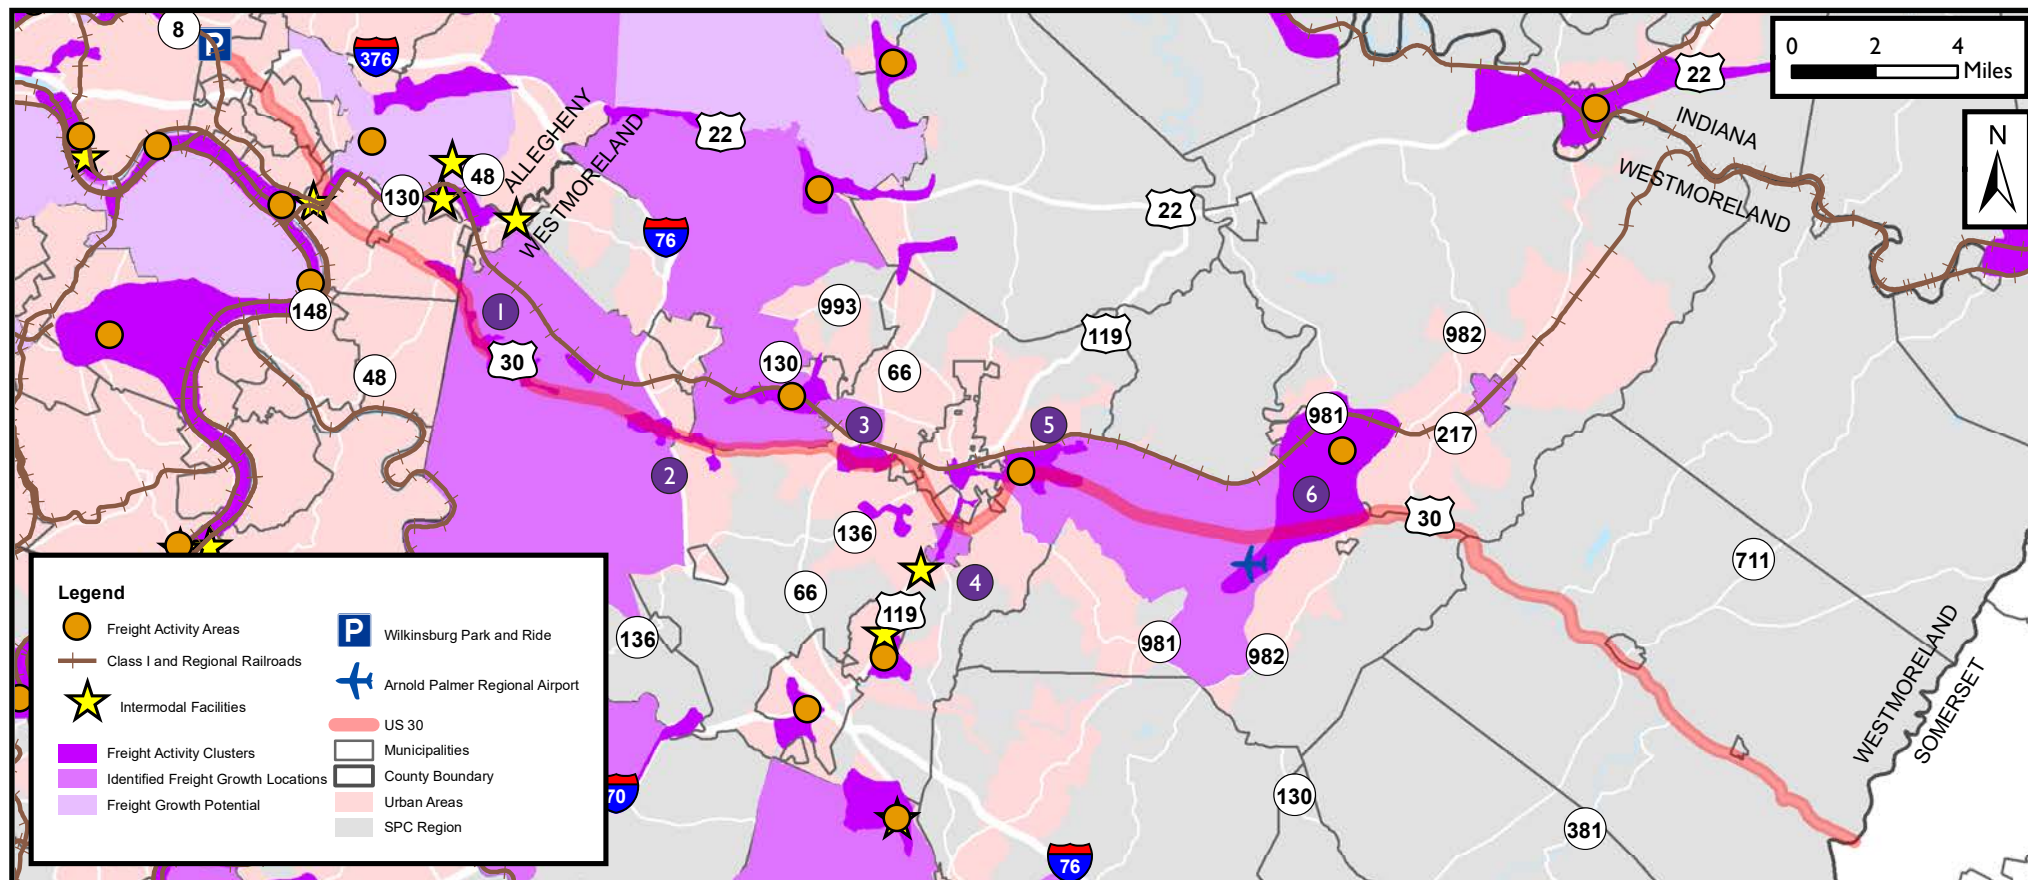 8
P
376
22
0 2 4
Miles
N
INDIANA
WESTMORELAND
ALLEGHENY
WESTMORELAND
22
48
130
22
76
148
993
119
982
1
30
130
66
48
3
5
981
217
2
6
30
136
711
4
66
119
136
981
982
WESTMORELAND
SOMERSET
70
130
381
76
Legend
Freight Activity Areas
Class I and Regional Railroads
Intermodal Facilities
Freight Activity Clusters
Identified Freight Growth Locations
Freight Growth Potential
P Wilkinsburg Park and Ride
Arnold Palmer Regional Airport
US 30
Municipalities
County Boundary
Urban Areas
SPC Region